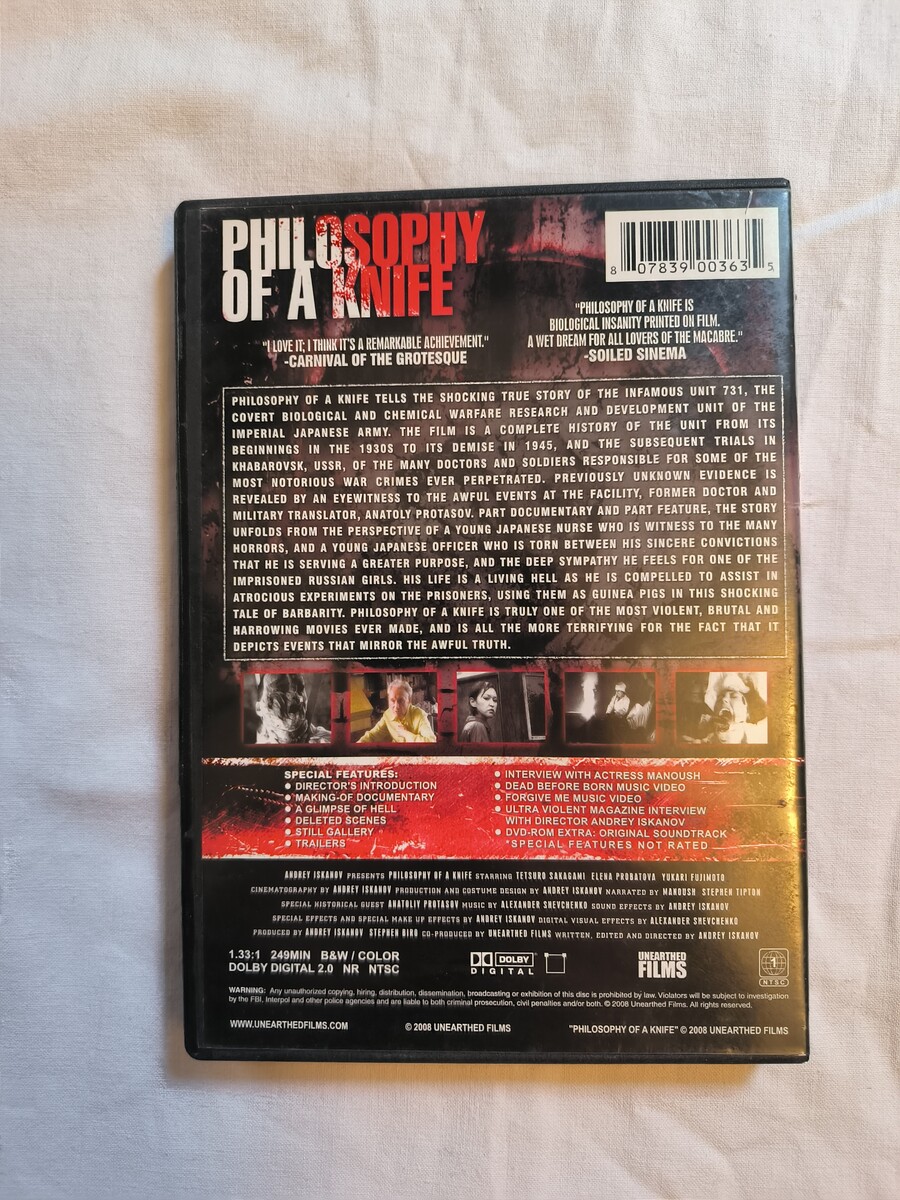 PHILOSOPHY
OF A KNIFE
8 07839 00363 5
"I LOVE IT; I THINK IT'S A REMARKABLE ACHIEVEMENT."
-CARNIVAL OF THE GROTESQUE
"PHILOSOPHY OF A KNIFE IS
BIOLOGICAL INSANITY PRINTED ON FILM.
A WET DREAM FOR ALL LOVERS OF THE MACABRE."
-SOILED SINEMA
PHILOSOPHY OF A KNIFE TELLS THE SHOCKING TRUE STORY OF THE INFAMOUS UNIT 731, THE
COVERT BIOLOGICAL AND CHEMICAL WARFARE RESEARCH AND DEVELOPMENT UNIT OF THE
IMPERIAL JAPANESE ARMY. THE FILM IS A COMPLETE HISTORY OF THE UNIT FROM ITS
BEGINNINGS IN THE 1930S TO ITS DEMISE IN 1945, AND THE SUBSEQUENT TRIALS IN
KHABAROVSK, USSR, OF THE MANY DOCTORS AND SOLDIERS RESPONSIBLE FOR SOME OF THE
MOST NOTORIOUS WAR CRIMES EVER PERPETRATED. PREVIOUSLY UNKNOWN EVIDENCE IS
REVEALED BY AN EYEWITNESS TO THE AWFUL EVENTS AT THE FACILITY, FORMER DOCTOR AND
MILITARY TRANSLATOR, ANATOLY PROTASOV. PART DOCUMENTARY AND PART FEATURE, THE STORY
UNFOLDS FROM THE PERSPECTIVE OF A YOUNG JAPANESE NURSE WHO IS WITNESS TO THE MANY
HORRORS, AND A YOUNG JAPANESE OFFICER WHO IS TORN BETWEEN HIS SINCERE CONVICTIONS
THAT HE IS SERVING A GREATER PURPOSE, AND THE DEEP SYMPATHY HE FEELS FOR ONE OF THE
IMPRISONED RUSSIAN GIRLS. HIS LIFE IS A LIVING HELL AS HE IS COMPELLED TO ASSIST IN
ATROCIOUS EXPERIMENTS ON THE PRISONERS, USING THEM AS GUINEA PIGS IN THIS SHOCKING
TALE OF BARBARITY. PHILOSOPHY OF A KNIFE IS TRULY ONE OF THE MOST VIOLENT, BRUTAL AND
HARROWING MOVIES EVER MADE, AND IS ALL THE MORE TERRIFYING FOR THE FACT THAT IT
DEPICTS EVENTS THAT MIRROR THE AWFUL TRUTH.
SPECIAL FEATURES:
● DIRECTOR'S INTRODUCTION
● MAKING-OF DOCUMENTARY
● A GLIMPSE OF HELL
● DELETED SCENES
● STILL GALLERY
● TRAILERS
● INTERVIEW WITH ACTRESS MANOUSH
● DEAD BEFORE BORN MUSIC VIDEO
● FORGIVE ME MUSIC VIDEO
● ULTRA VIOLENT MAGAZINE INTERVIEW
WITH DIRECTOR ANDREY ISKANOV
● DVD-ROM EXTRA: ORIGINAL SOUNDTRACK
*SPECIAL FEATURES NOT RATED
ANDREY ISKANOV PRESENTS PHILOSOPHY OF A KNIFE STARRING TETSURO SAKAGAMI ELENA PROBATOVA YUKARI FUJIMOTO
CINEMATOGRAPHY BY ANDREY ISKANOV PRODUCTION AND COSTUME DESIGN BY ANDREY ISKANOV NARRATED BY MANOUSH STEPHEN TIPTON
SPECIAL HISTORICAL GUEST ANATOLIY PROTASOV MUSIC BY ALEXANDER SHEVCHENKO SOUND EFFECTS BY ANDREY ISKANOV
SPECIAL EFFECTS AND SPECIAL MAKE UP EFFECTS BY ANDREY ISKANOV DIGITAL VISUAL EFFECTS BY ALEXANDER SHEVCHENKO
PRODUCED BY ANDREY ISKANOV STEPHEN BIRO CO-PRODUCED BY UNEARTHED FILMS WRITTEN, EDITED AND DIRECTED BY ANDREY ISKANOV
1.33:1 249MIN B&W / COLOR
DOLBY DIGITAL 2.0 NR NTSC
DOLBY
DIGITAL
UNEARTHED
FILMS
1
NTSC
WARNING: Any unauthorized copying, hiring, distribution, dissemination, broadcasting or exhibition of this disc is prohibited by law. Violators will be subject to investigation
by the FBI, Interpol and other police agencies and are liable to both criminal prosecution, civil penalties and/or both. © 2008 Unearthed Films. All rights reserved.
WWW.UNEARTHEDFILMS.COM
© 2008 UNEARTHED FILMS
"PHILOSOPHY OF A KNIFE" © 2008 UNEARTHED FILMS